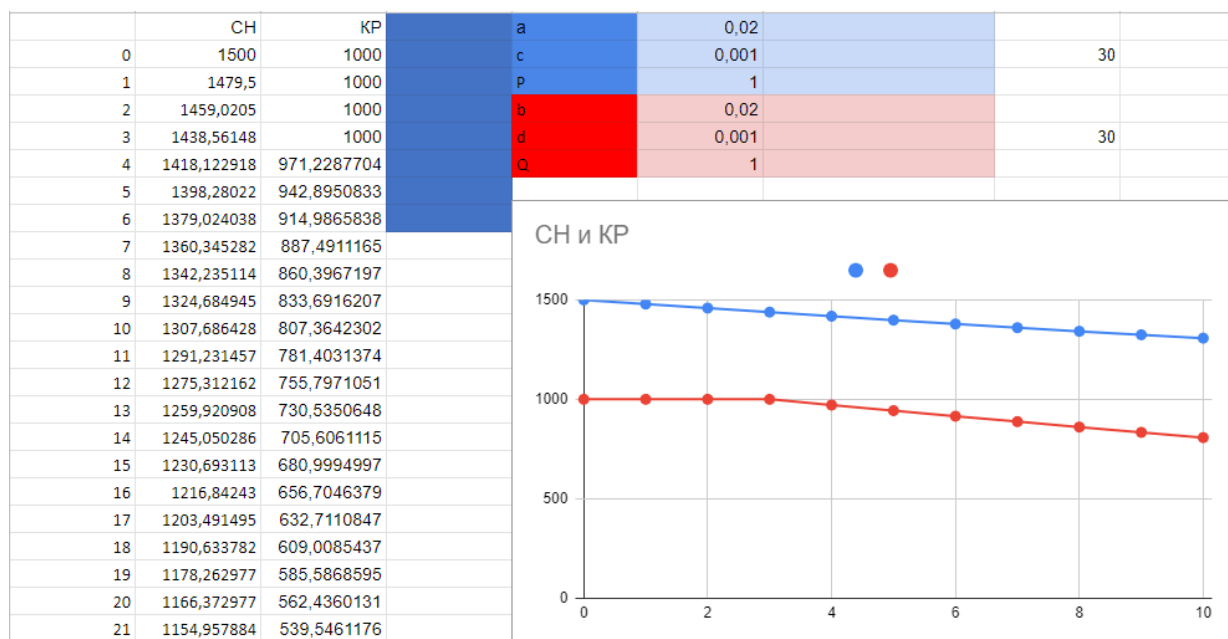 СН КР a 0,02
0 1500 1000 c 0,001 30
1 1479,5 1000 P 1
2 1459,0205 1000 b 0,02
3 1438,56148 1000 d 0,001 30
4 1418,122918 971,2287704 Q 1
5 1398,28022 942,8950833
6 1379,024038 914,9865838
7 1360,345282 887,4911165
8 1342,235114 860,3967197
9 1324,684945 833,6916207
10 1307,686428 807,3642302
11 1291,231457 781,4031374
12 1275,312162 755,7971051
13 1259,920908 730,5350648
14 1245,050286 705,6061115
15 1230,693113 680,9994997
16 1216,84243 656,7046379
17 1203,491495 632,7110847
18 1190,633782 609,0085437
19 1178,262977 585,5868595
20 1166,372977 562,4360131
21 1154,957884 539,5461176
СН и КР
1500
1000
500
0
0 2 4 6 8 10